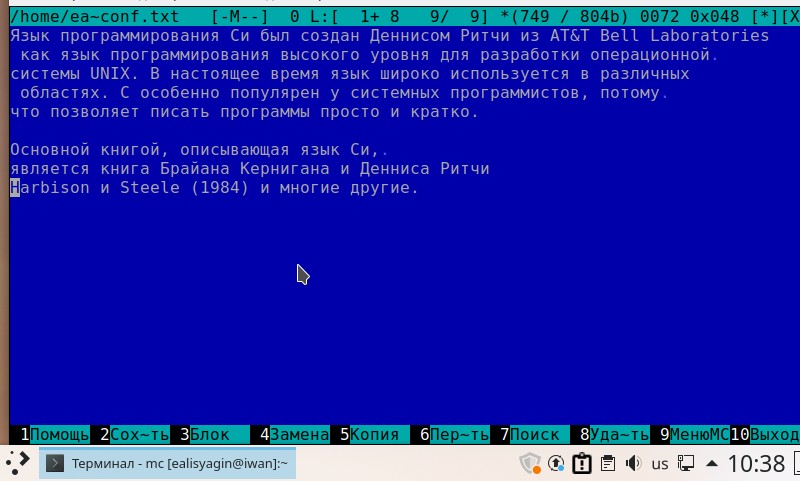 /home/ea~conf.txt [-M--] 0 L:[ 1+ 8 9/ 9] *(749 / 804b) 0072 0x048 [*][X
Язык программирования Си был создан Деннисом Ритчи из AT&T Bell Laboratories
как язык программирования высокого уровня для разработки операционной.
системы UNIX. В настоящее время язык широко используется в различных
областях. С особенно популярен у системных программистов, потому.
что позволяет писать программы просто и кратко.
Основной книгой, описывающая язык Си,.
является книга Брайана Кернигана и Денниса Ритчи
Harbison и Steele (1984) и многие другие.
1Помощь 2Сох~ть 3Блок 4Замена 5Копия 6Пер~ть 7Поиск 8Уда~ть 9МенюMC 10Выход
Терминал - mc [ealisyagin@iwan]:~ us 10:38